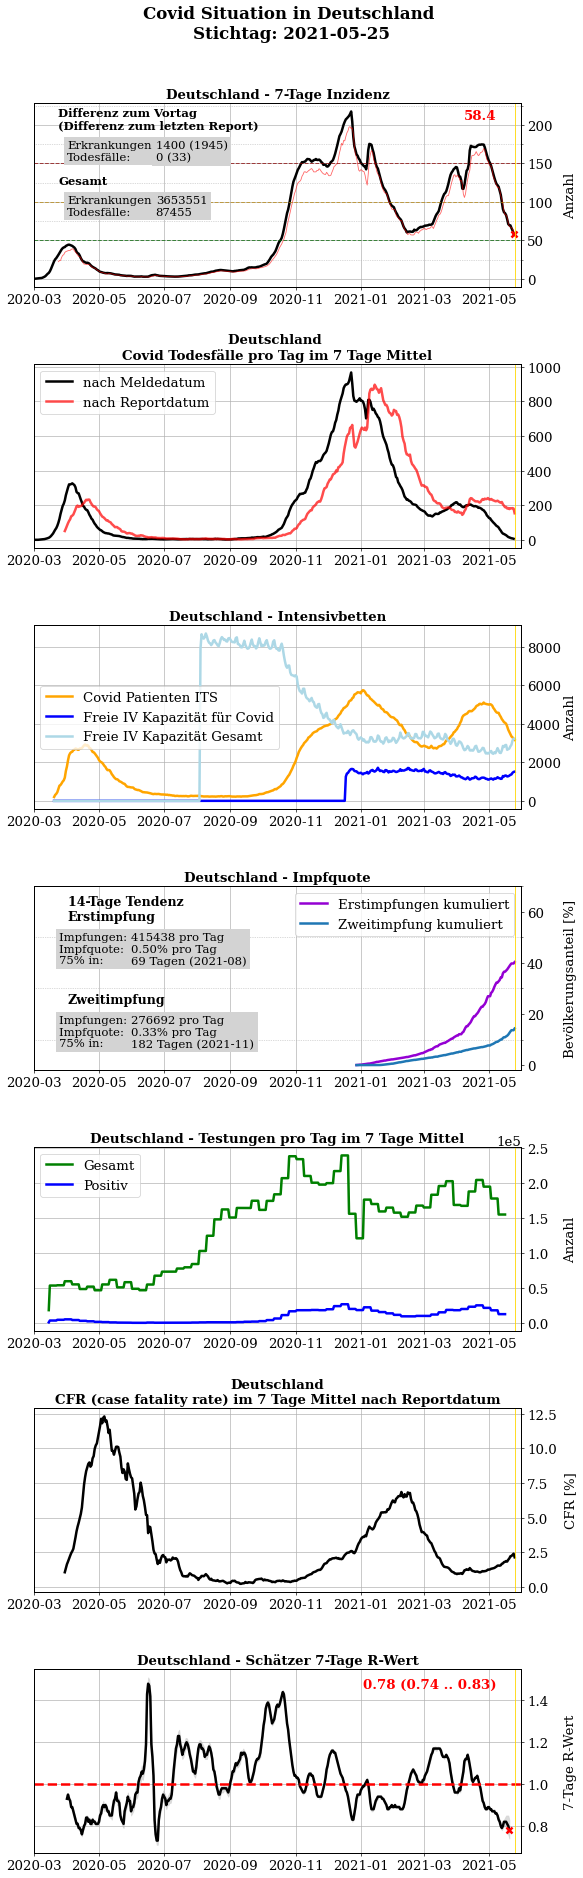 Covid Situation in Deutschland
Stichtag: 2021-05-25
Deutschland - 7-Tage Inzidenz
Differenz zum Vortag
(Differenz zum letzten Report)
Erkrankungen 1400 (1945)
Todesfälle: 0 (33)
Gesamt
Erkrankungen 3653551
Todesfälle: 87455
58.4
200
150
100
50
0
Anzahl
2020-03 2020-05 2020-07 2020-09 2020-11 2021-01 2021-03 2021-05
Deutschland
Covid Todesfälle pro Tag im 7 Tage Mittel
nach Meldedatum
nach Reportdatum
1000
800
600
400
200
0
2020-03 2020-05 2020-07 2020-09 2020-11 2021-01 2021-03 2021-05
Deutschland - Intensivbetten
Covid Patienten ITS
Freie IV Kapazität für Covid
Freie IV Kapazität Gesamt
8000
6000
4000
2000
0
Anzahl
2020-03 2020-05 2020-07 2020-09 2020-11 2021-01 2021-03 2021-05
Deutschland - Impfquote
14-Tage Tendenz
Erstimpfung
Impfungen: 415438 pro Tag
Impfquote: 0.50% pro Tag
75% in: 69 Tagen (2021-08)
Zweitimpfung
Impfungen: 276692 pro Tag
Impfquote: 0.33% pro Tag
75% in: 182 Tagen (2021-11)
Erstimpfungen kumuliert
Zweitimpfung kumuliert
60
40
20
0
Bevölkerungsanteil [%]
2020-03 2020-05 2020-07 2020-09 2020-11 2021-01 2021-03 2021-05
Deutschland - Testungen pro Tag im 7 Tage Mittel
1e5
Gesamt
Positiv
2.5
2.0
1.5
1.0
0.5
0.0
Anzahl
2020-03 2020-05 2020-07 2020-09 2020-11 2021-01 2021-03 2021-05
Deutschland
CFR (case fatality rate) im 7 Tage Mittel nach Reportdatum
12.5
10.0
7.5
5.0
2.5
0.0
CFR [%]
2020-03 2020-05 2020-07 2020-09 2020-11 2021-01 2021-03 2021-05
Deutschland - Schätzer 7-Tage R-Wert
0.78 (0.74 .. 0.83)
1.4
1.2
1.0
0.8
7-Tage R-Wert
2020-03 2020-05 2020-07 2020-09 2020-11 2021-01 2021-03 2021-05